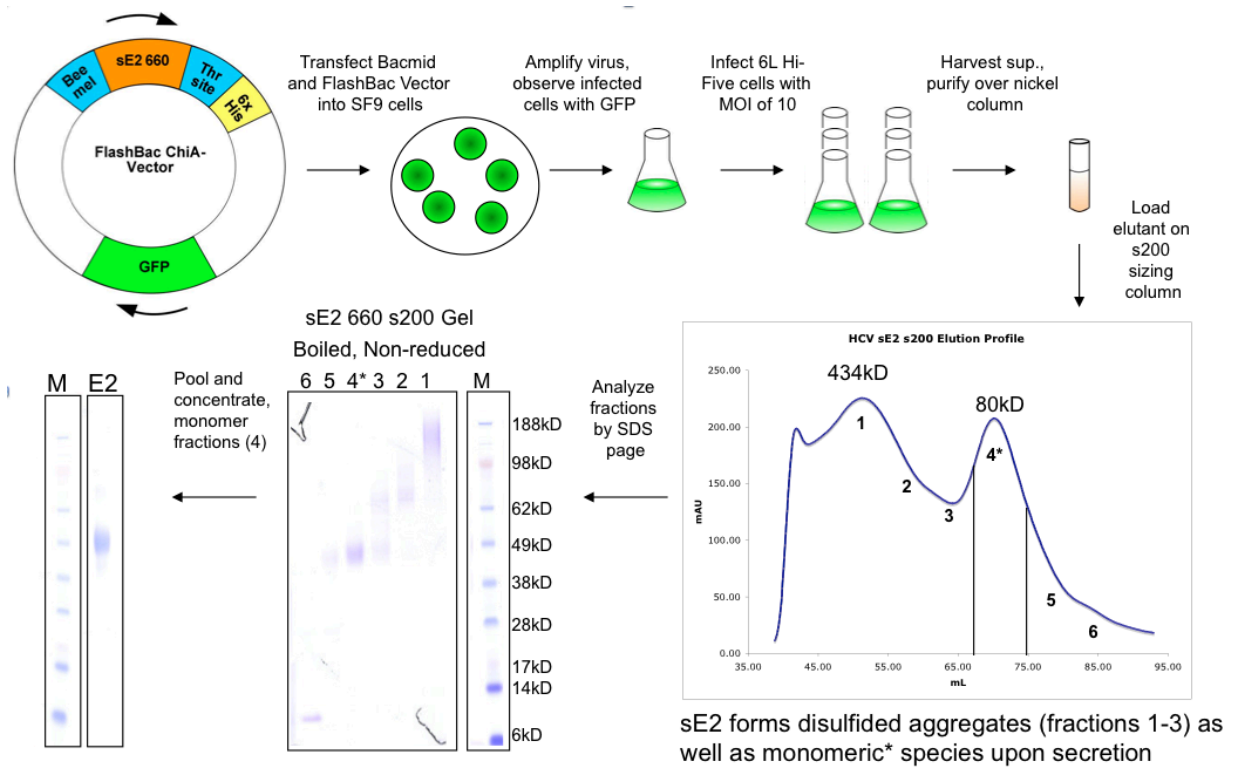 Bee
mel
sE2 660
Thr
site
6x
His
FlashBac ChiA-
Vector
GFP
Transfect Bacmid
and FlashBac Vector
into SF9 cells
Amplify virus,
observe infected
cells with GFP
Infect 6L Hi-
Five cells with
MOI of 10
Harvest sup.,
purify over nickel
column
Load
elutant on
s200
sizing
column
HCV sE2 s200 Elution Profile
250.00
200.00
150.00
100.00
50.00
0.00
mAU
434kD
80kD
1
2
3
4*
5
6
35.00 45.00 55.00 65.00 75.00 85.00 95.00
mL
sE2 forms disulfided aggregates (fractions 1-3) as
well as monomeric* species upon secretion
Analyze
fractions
by SDS
page
sE2 660 s200 Gel
Boiled, Non-reduced
6 5 4* 3 2 1 M
188kD
98kD
62kD
49kD
38kD
28kD
17kD
14kD
6kD
Pool and
concentrate,
monomer
fractions (4)
M E2